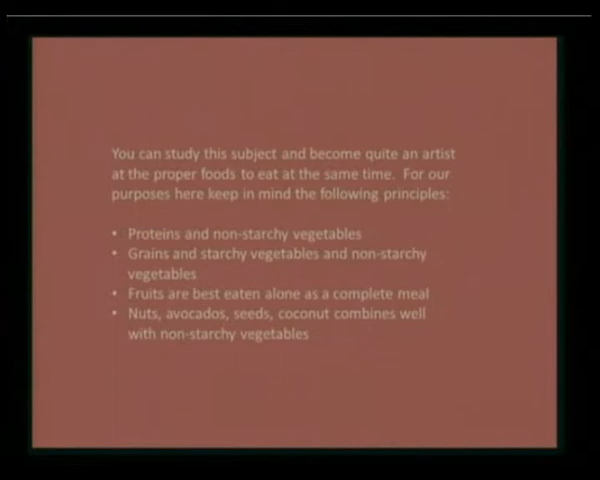 You can study this subject and become quite an artist
at the proper foods to eat at the same time.  For our
purposes here keep in mind the following principles:
• Proteins and non-starchy vegetables
• Grains and starchy vegetables and non-starchy
vegetables
• Fruits are best eaten alone as a complete meal
• Nuts, avocados, seeds, coconut combines well
with non-starchy vegetables